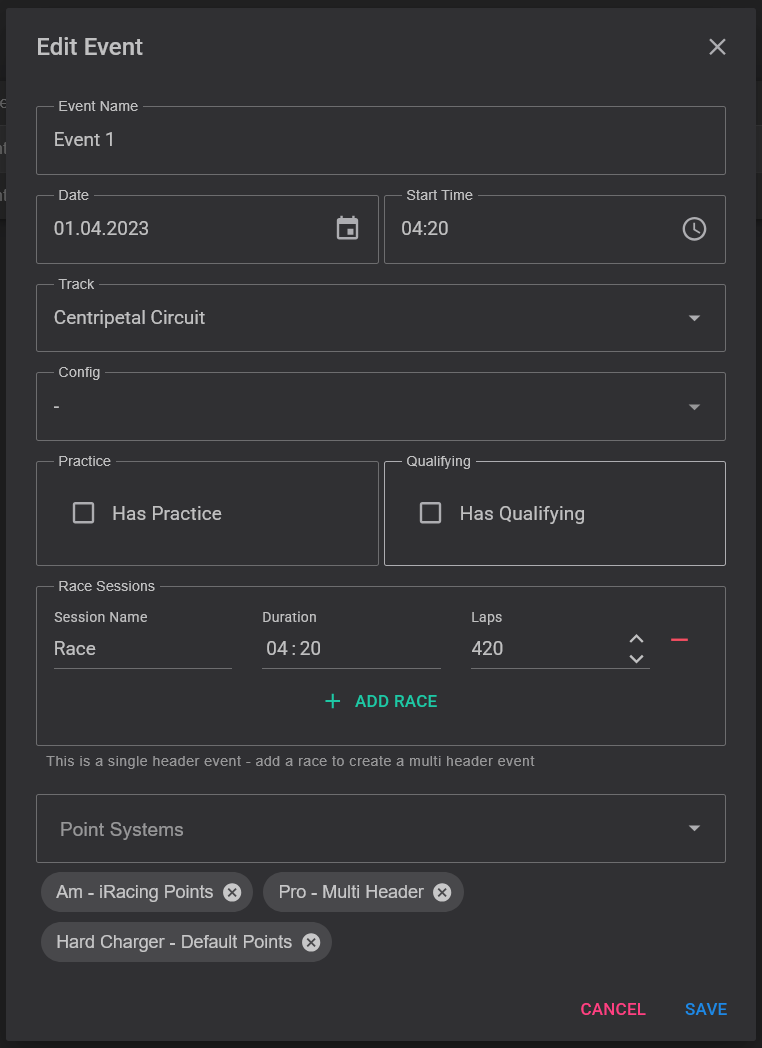 Edit Event
Event Name
Event 1
Date
Start Time
01.04.2023
04:20
Track
Centripetal Circuit
Config
-
Practice
Qualifying
Has Practice
Has Qualifying
Race Sessions
Session Name
Duration
Laps
Race
04:20
420
ADD RACE
This is a single header event - add a race to create a multi header event
Point Systems
Am - iRacing Points
Pro - Multi Header
Hard Charger - Default Points
CANCEL
SAVE